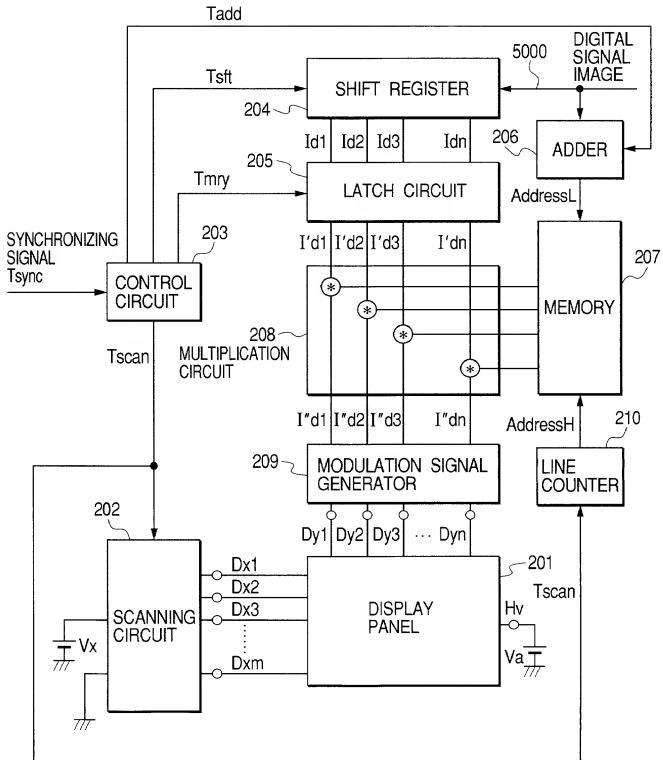 Tadd
DIGITAL
SIGNAL
IMAGE
5000
Tsft
SHIFT REGISTER
204
206
ADDER
Id1 Id2 Id3 Idn
205
Tmry
LATCH CIRCUIT
AddressL
SYNCHRONIZING
SIGNAL
Tsync
203
CONTROL
CIRCUIT
I'd1 I'd2 I'd3 I'dn
207
MEMORY
*
*
*
*
208
MULTIPLICATION
CIRCUIT
Tscan
I"d1 I"d2 I"d3 I"dn
AddressH
210
209
MODULATION SIGNAL
GENERATOR
LINE
COUNTER
202
Dy1 Dy2 Dy3 ··· Dyn
201
Tscan
SCANNING
CIRCUIT
Dx1
Dx2
Dx3
Dxm
DISPLAY
PANEL
Hv
Vx
Va